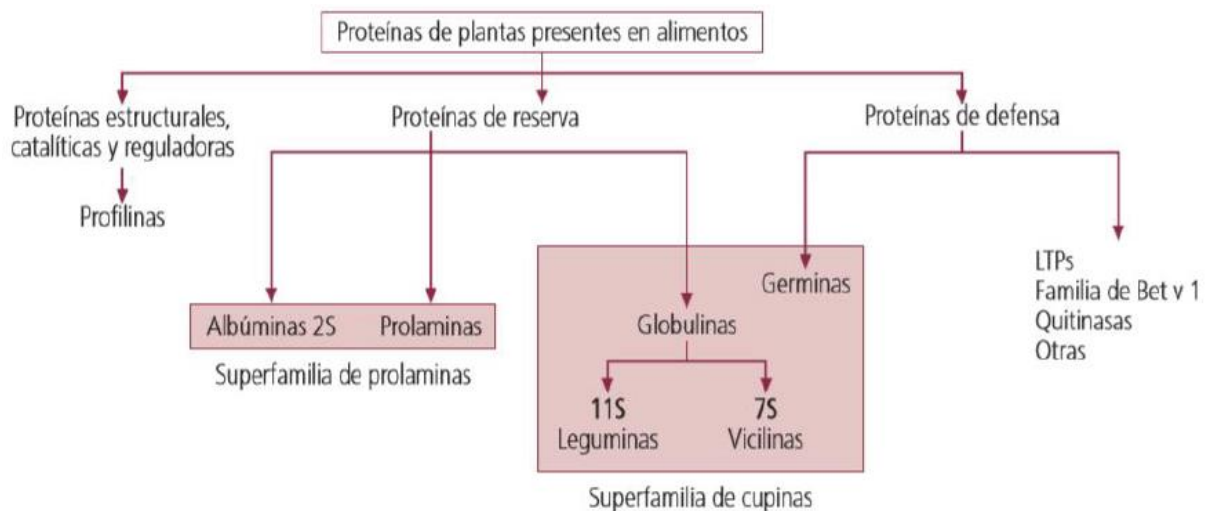 Proteínas de plantas presentes en alimentos
Proteínas estructurales,
catalíticas y reguladoras
Proteínas de reserva
Proteínas de defensa
Profilinas
Albúminas 2S
Prolaminas
Superfamilia de prolaminas
Germinas
Globulinas
11S
Leguminas
7S
Vicilinas
Superfamilia de cupinas
LTPs
Familia de Bet v 1
Quitinasas
Otras